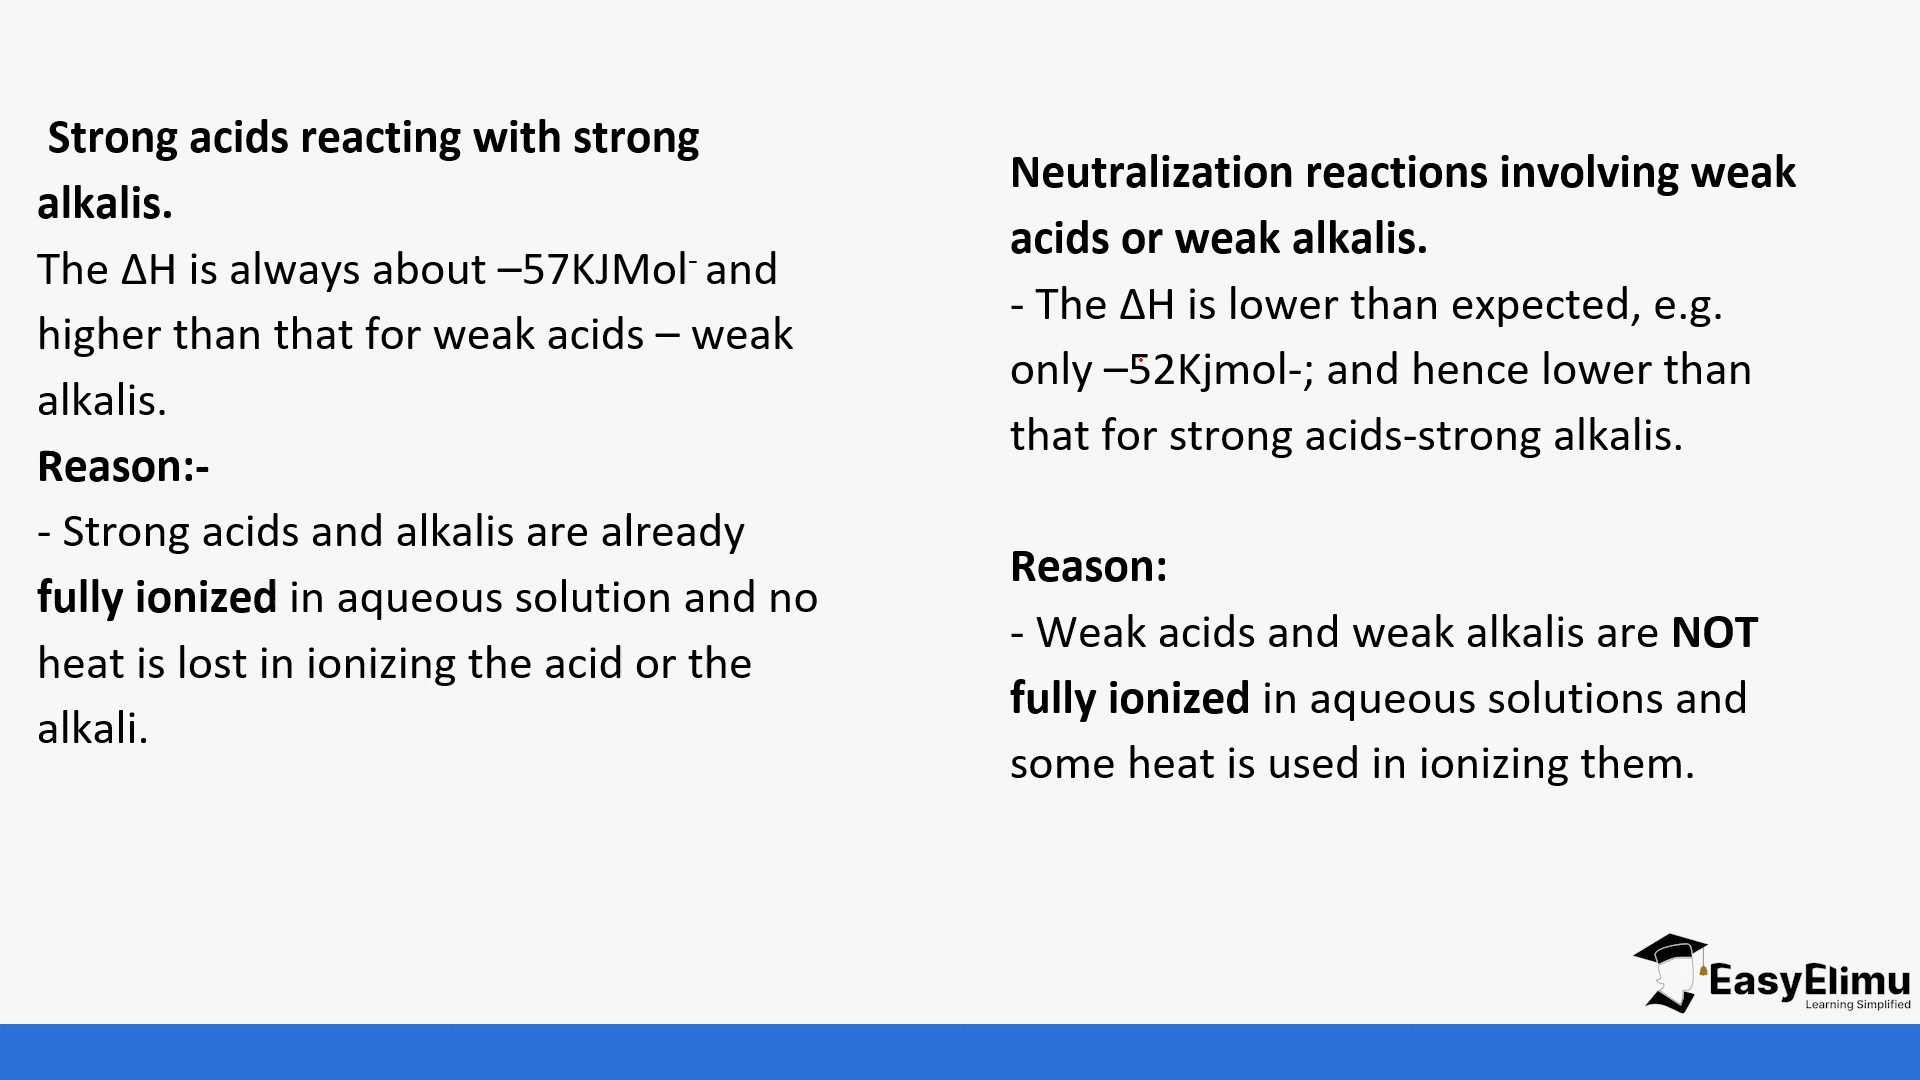 Strong acids reacting with strong
alkalis.
The ΔH is always about –57KJMol⁻ and
higher than that for weak acids – weak
alkalis.
Reason:-
- Strong acids and alkalis are already
fully ionized in aqueous solution and no
heat is lost in ionizing the acid or the
alkali.
Neutralization reactions involving weak
acids or weak alkalis.
- The ΔH is lower than expected, e.g.
only –52Kjmol-; and hence lower than
that for strong acids-strong alkalis.
Reason:
- Weak acids and weak alkalis are NOT
fully ionized in aqueous solutions and
some heat is used in ionizing them.
EasyElimu
Learning Simplified